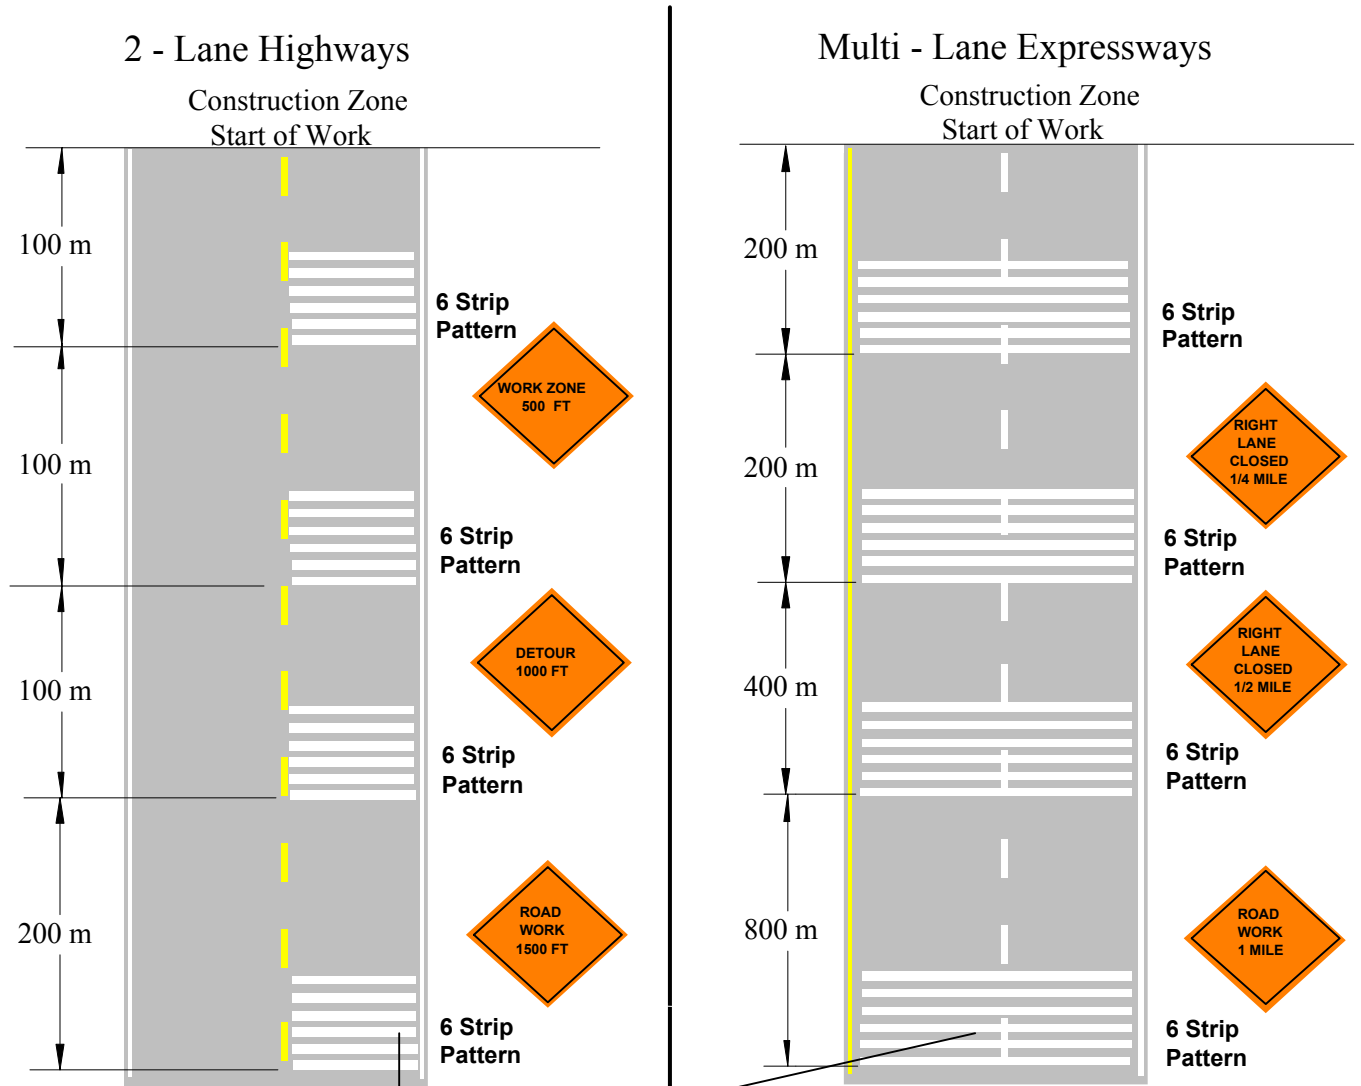 2 - Lane Highways
Construction Zone
Start of Work
100 m
6 Strip
Pattern
WORK ZONE
500 FT
100 m
6 Strip
Pattern
DETOUR
1000 FT
100 m
6 Strip
Pattern
ROAD
WORK
1500 FT
200 m
6 Strip
Pattern
Multi - Lane Expressways
Construction Zone
Start of Work
200 m
6 Strip
Pattern
RIGHT
LANE
CLOSED
1/4 MILE
200 m
6 Strip
Pattern
RIGHT
LANE
CLOSED
1/2 MILE
400 m
6 Strip
Pattern
ROAD
WORK
1 MILE
800 m
6 Strip
Pattern